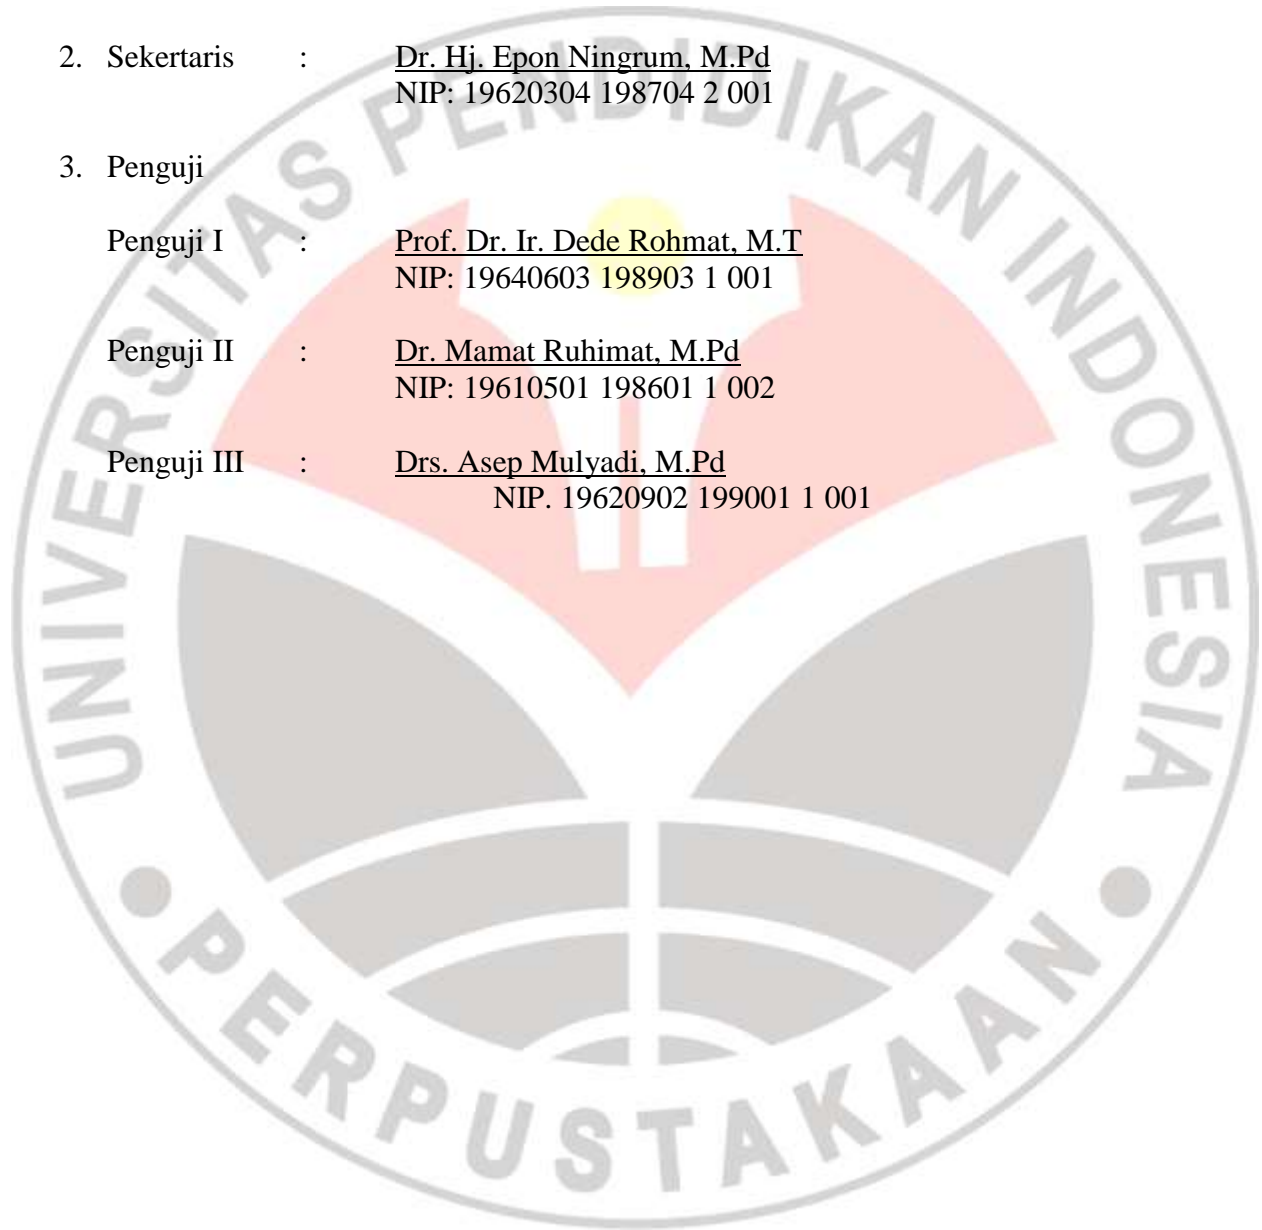 2. Sekertaris : Dr. Hj. Epon Ningrum, M.Pd
NIP: 19620304 198704 2 001
3. Penguji
Penguji I : Prof. Dr. Ir. Dede Rohmat, M.T
NIP: 19640603 198903 1 001
Penguji II : Dr. Mamat Ruhimat, M.Pd
NIP: 19610501 198601 1 002
Penguji III : Drs. Asep Mulyadi, M.Pd
NIP. 19620902 199001 1 001
UNIVERSITAS PENDIDIKAN INDONESIA
PERPUSTAKAAN